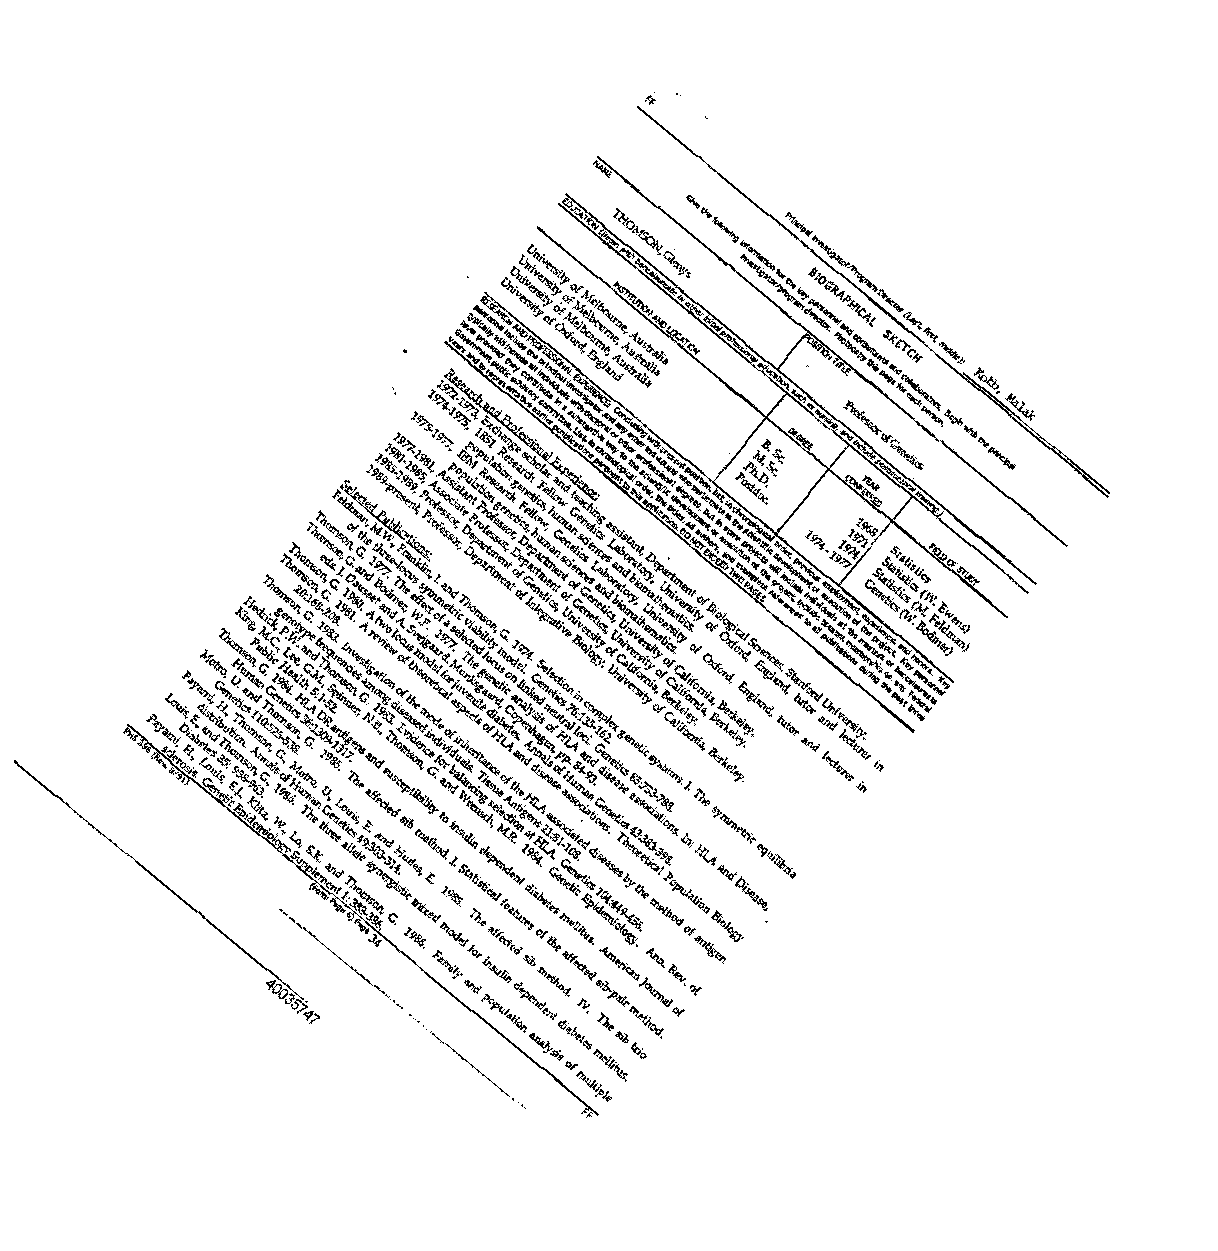 FF
Principal Investigator/Program Director (Last, first, middle): Kotb, Malak
BIOGRAPHICAL SKETCH
Give the following information for the key personnel and consultants and collaborators. Begin with the principal
investigator/program director. Photocopy this page for each person.
NAME POSITION TITLE
THOMSON, Glenys Professor of Genetics
EDUCATION (Begin with baccalaureate or other initial professional education, such as nursing, and include postdoctoral training.)
INSTITUTION AND LOCATION DEGREE YEAR CONFERRED FIELD OF STUDY
University of Melbourne, Australia B. Sc. 1968 Statistics
University of Melbourne, Australia M. Sc. 1971 Statistics (W. Ewens)
University of Melbourne, Australia Ph.D. 1974 Statistics (M. Feldman)
University of Oxford, England Postdoc. 1974 - 1977 Genetics (W. Bodmer)
RESEARCH AND PROFESSIONAL EXPERIENCE: Concluding with present position, list, in chronological order, previous employment, experience, and honors. Key
personnel include the principal investigator and any other individuals who participate in the scientific development or execution of the project. Key personnel
typically will include all individuals with doctoral or other professional degrees, but in some projects will include individuals at the masters or baccalaureate
level provided they contribute in a substantive way to the scientific development or execution of the project. Include present membership on any Federal
Government public advisory committee. List, in chronological order, the titles, all authors, and complete references to all publications during the past three
years and to representative earlier publications pertinent to this application. DO NOT EXCEED TWO PAGES.
Research and Professional Experience:
1972-1973, Exchange scholar and teaching assistant, Department of Biological Sciences, Stanford University.
1974-1975, 1851 Research Fellow, Genetics Laboratory, University of Oxford, England, tutor and lecturer in
population genetics, human sciences and biomathematics.
1975-1977, IBM Research Fellow, Genetics Laboratory, University of Oxford, England, tutor and lecturer in
population genetics, human sciences and biomathematics.
1977-1981, Assistant Professor, Department of Genetics, University of California, Berkeley.
1981-1985, Associate Professor, Department of Genetics, University of California, Berkeley.
1985-1989, Professor, Department of Genetics, University of California, Berkeley.
1989-present, Professor, Department of Integrative Biology, University of California, Berkeley.
Selected Publications:
Feldman, M.W., Franklin, I. and Thomson, G. 1974. Selection in complex genetic systems. I. The symmetric equilibria
of the three-locus symmetric viability model. Genetics 76:135-162.
Thomson, G. 1977. The effect of a selected locus on linked neutral loci. Genetics 85:753-788.
Thomson, G. and Bodmer, W.F. 1977. The genetic analysis of HLA and disease associations. In: HLA and Disease,
eds. J. Dausset and A. Svejgaard, Munksgaard, Copenhagen, pp. 84-93.
Thomson, G. 1980. A two locus model for juvenile diabetes. Annals of Human Genetics 43:383-398.
Thomson, G. 1981. A review of theoretical aspects of HLA and disease associations. Theoretical Population Biology
20:168-208.
Thomson, G. 1983. Investigation of the mode of inheritance of the HLA associated diseases by the method of antigen
genotype frequencies among diseased individuals. Tissue Antigens 21:81-108.
Hedrick, P.W. and Thomson, G. 1983. Evidence for balancing selection at HLA. Genetics 104:449-456.
King, M.C., Lee, G.M., Spinner, N.B., Thomson, G. and Wrensch, M.R. 1984. Genetic Epidemiology. Ann. Rev. of
Public Health 5:1-52.
Thomson, G. 1984. HLA DR antigens and susceptibility to insulin dependent diabetes mellitus. American Journal of
Human Genetics 36:1309-1317.
Motro, U. and Thomson, G. 1985. The affected sib method. I. Statistical features of the affected sib-pair method.
Genetics 110:525-538.
Payami, H., Thomson, G., Motro, U., Louis, E. and Hudes, E. 1985. The affected sib method. IV. The sib trio
distribution. Annals of Human Genetics 49:303-314.
Louis, E. and Thomson, G. 1986. The three allele synergistic mixed model for insulin dependent diabetes mellitus.
Diabetes 35: 958-963.
Payami, H., Louis, E.J., Klitz, W., Lo, S.K. and Thomson, G. 1986. Family and population analysis of multiple
sclerosis. Genetic Epidemiology Supplement 1: 389-396.
PHS 398 (Rev. 9/91) (Form Page 6) Page 34
FF
40035747